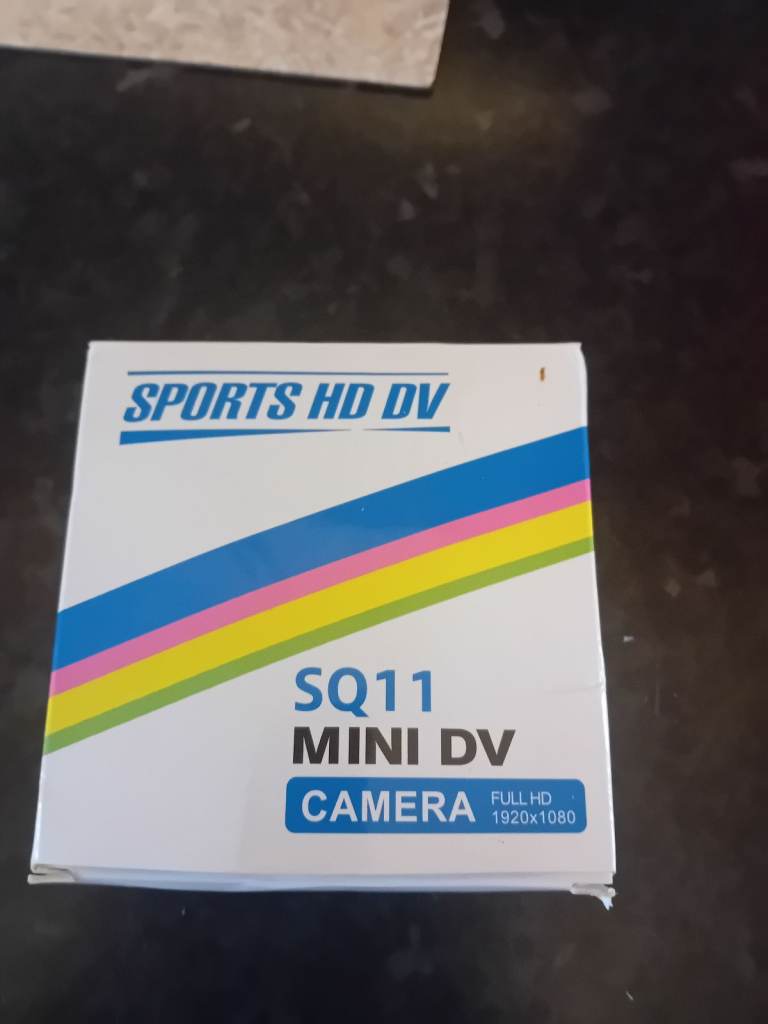 SPORTS HD DV
SQ11
MINI DV
CAMERA FULL HD
1920x1080